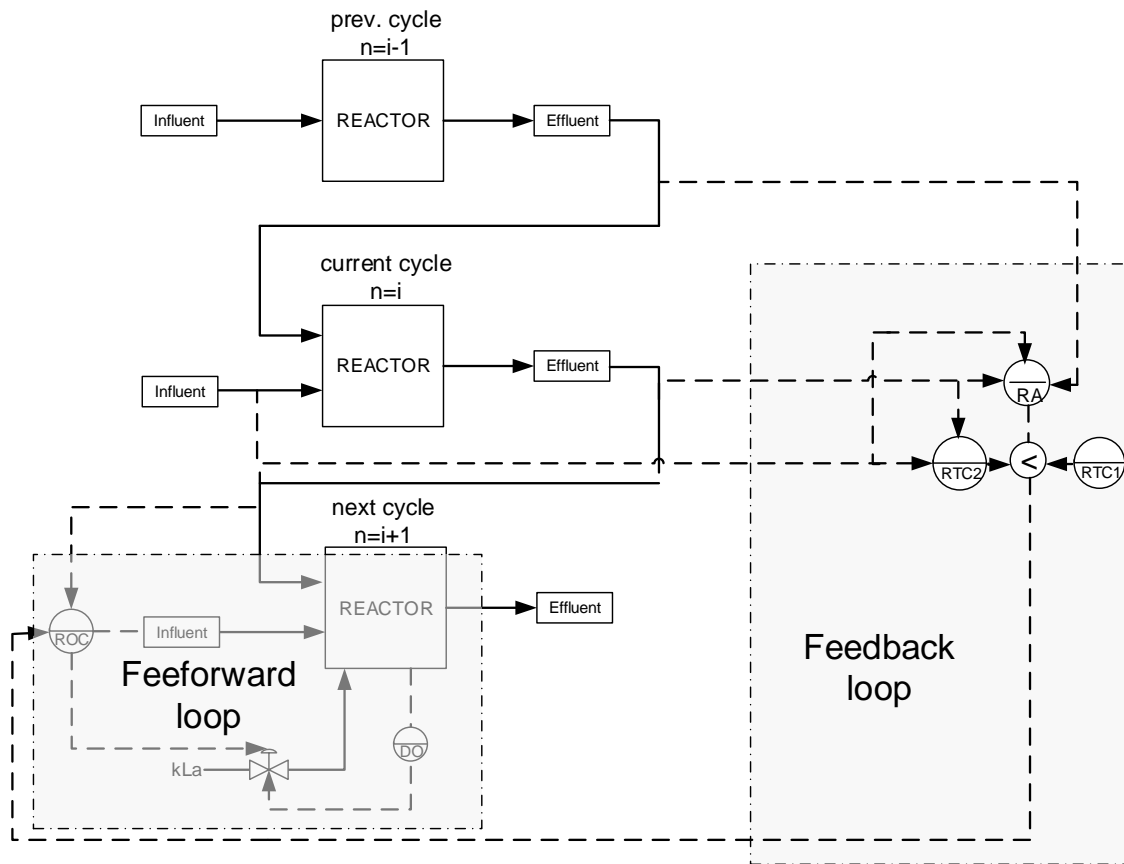 prev. cycle
n=i-1
Influent
REACTOR
Effluent
current cycle
n=i
REACTOR
Effluent
Influent
RA
<
RTC2
RTC1
next cycle
n=i+1
REACTOR
Effluent
ROC
Influent
Feeforward
loop
Feedback
loop
DO
kLa